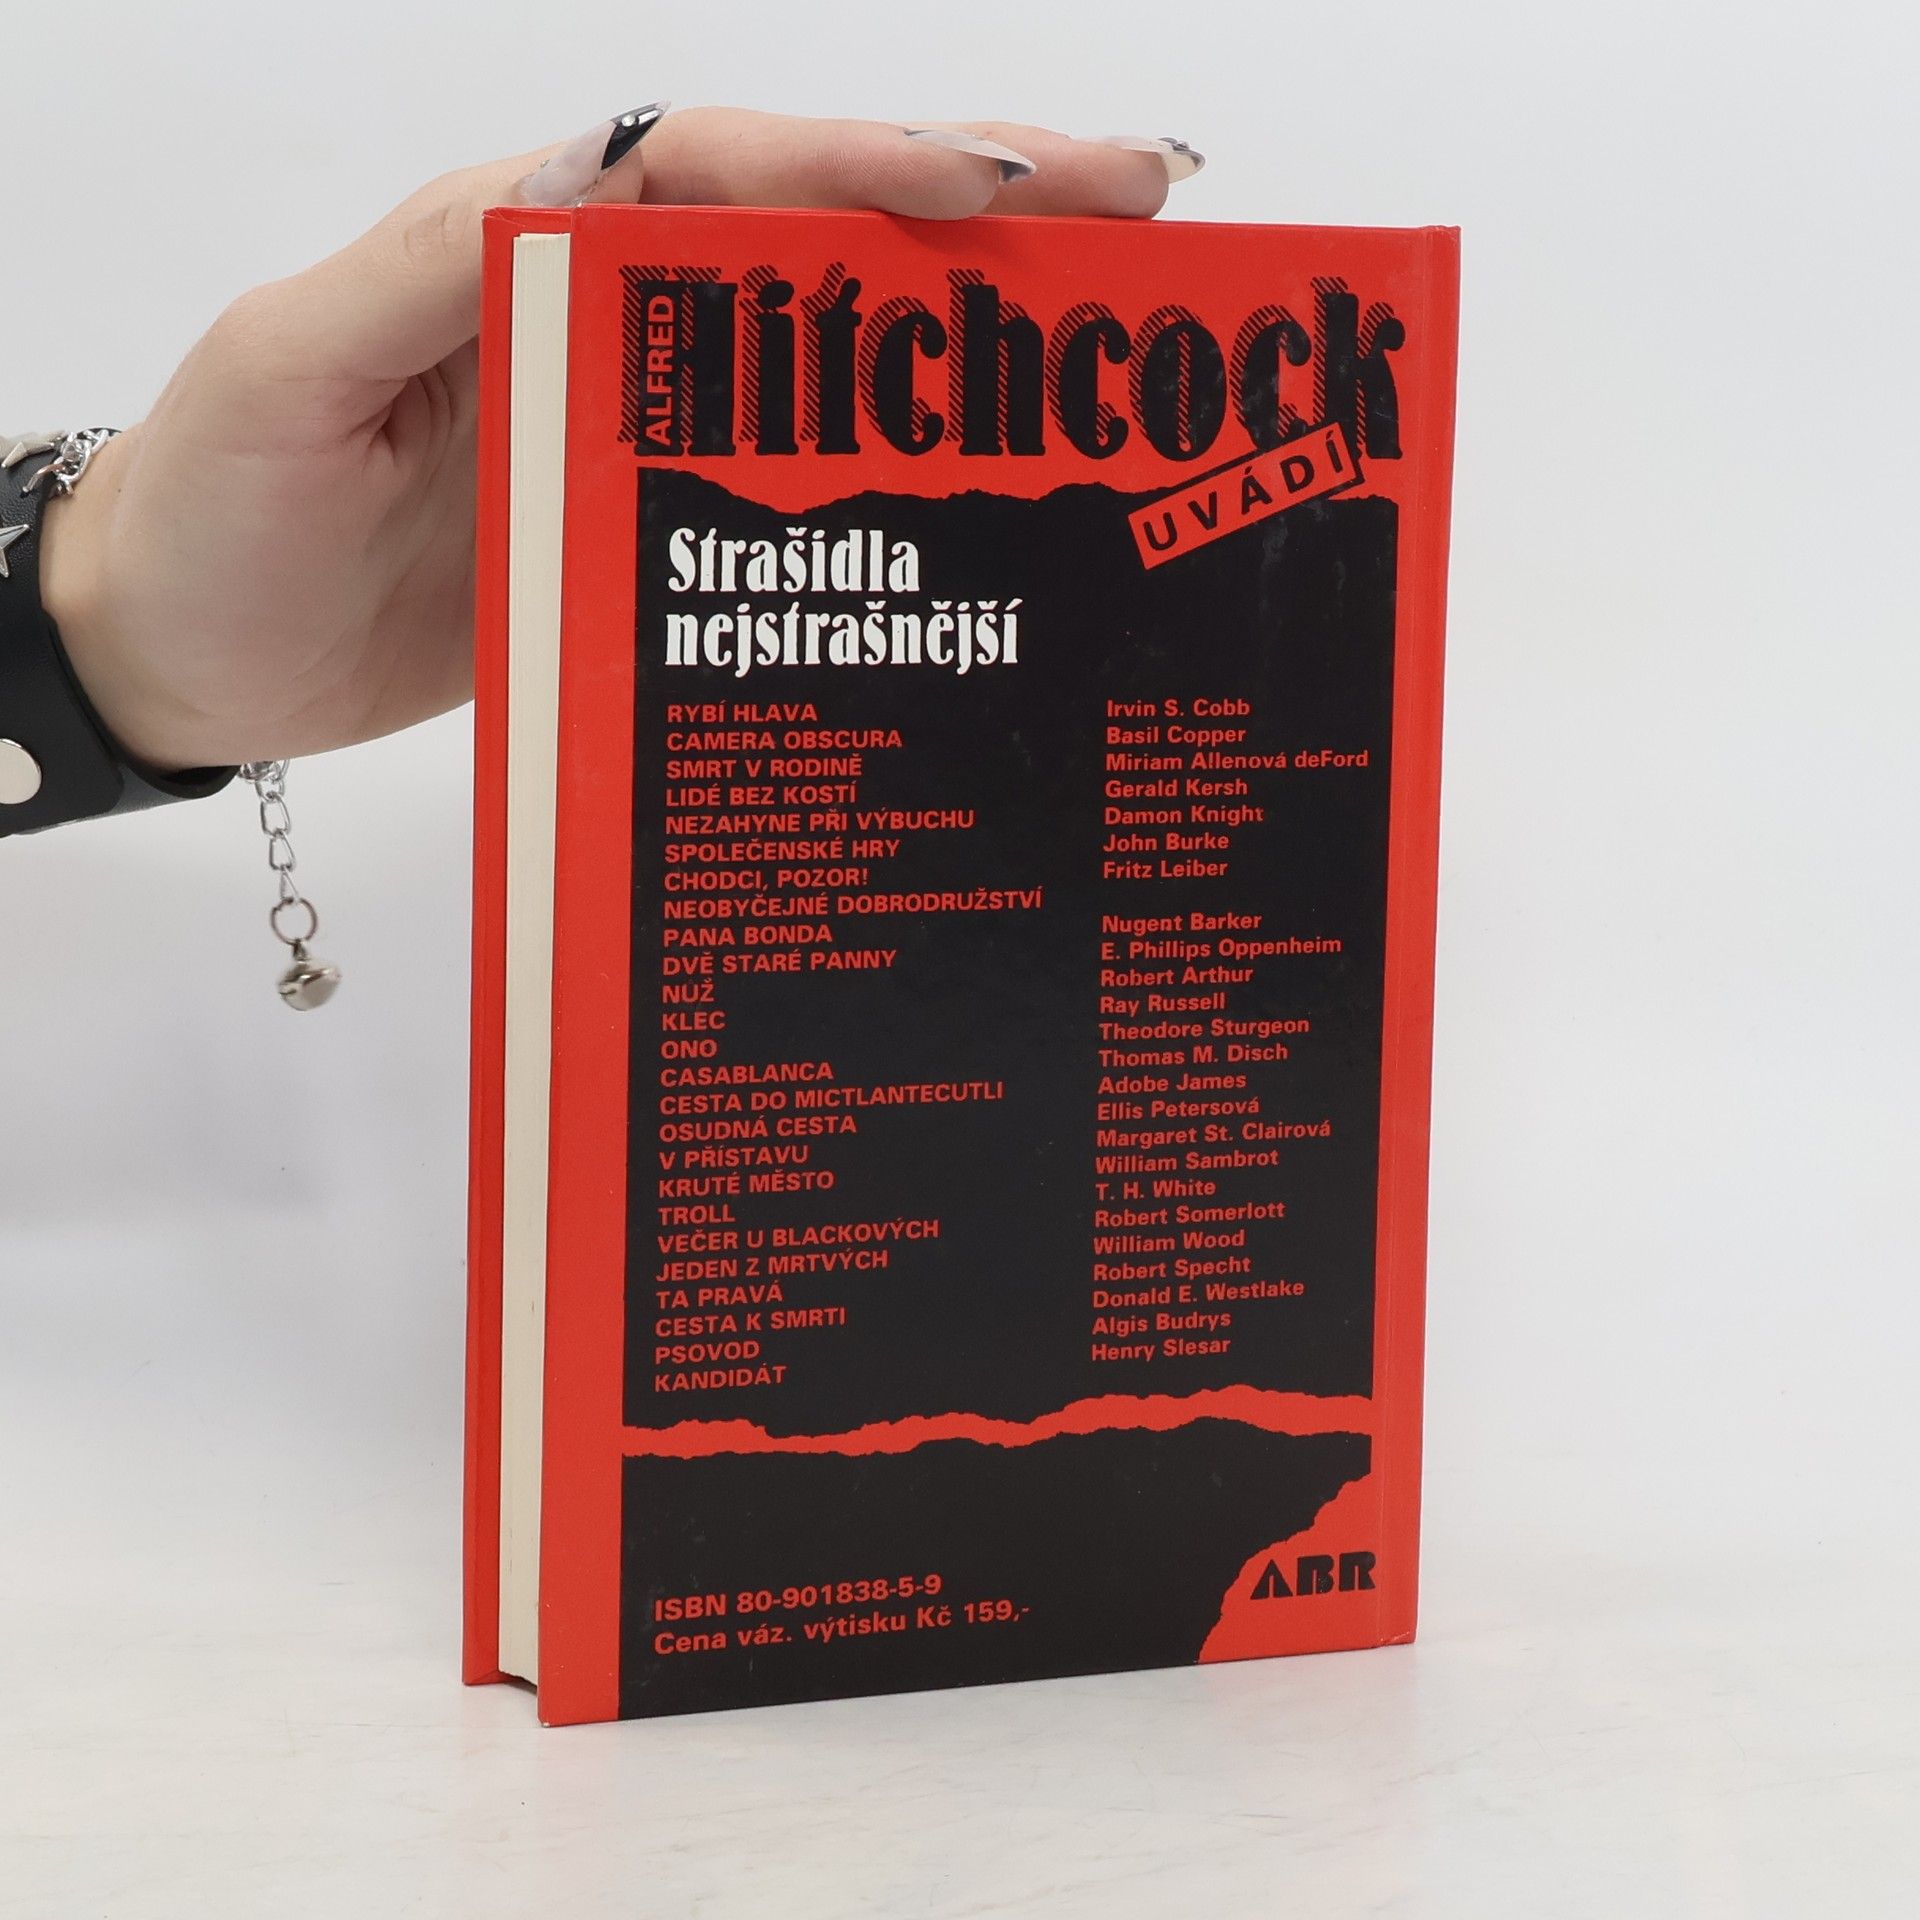 ALFRED
Hitchcock
UVÁDÍ
Strašidla
nejstrašnější
RYBÍ HLAVA
CAMERA OBSCURA
SMRT V RODINĚ
LIDÉ BEZ KOSTÍ
NEZAHYNE PŘI VÝBUCHU
SPOLEČENSKÉ HRY
CHODCI, POZOR!
NEOBYČEJNÉ DOBRODRUŽSTVÍ
PANA BONDA
DVĚ STARÉ PANNY
NŮŽ
KLEC
ONO
CASABLANCA
CESTA DO MICTLANTECUTLI
OSUDNÁ CESTA
V PŘÍSTAVU
KRUTÉ MĚSTO
TROLL
VEČER U BLACKOVÝCH
JEDEN Z MRTVÝCH
TA PRAVÁ
CESTA K SMRTI
PSOVOD
KANDIDÁT
Irvin S. Cobb
Basil Copper
Miriam Allenová deFord
Gerald Kersh
Damon Knight
John Burke
Fritz Leiber
Nugent Barker
E. Phillips Oppenheim
Robert Arthur
Ray Russell
Theodore Sturgeon
Thomas M. Disch
Adobe James
Ellis Petersová
Margaret St. Clairová
William Sambrot
T. H. White
Robert Somerlott
William Wood
Robert Specht
Donald E. Westlake
Algis Budrys
Henry Slesar
ABR
ISBN 80-901838-5-9
Cena váz. výtisku Kč 159,-